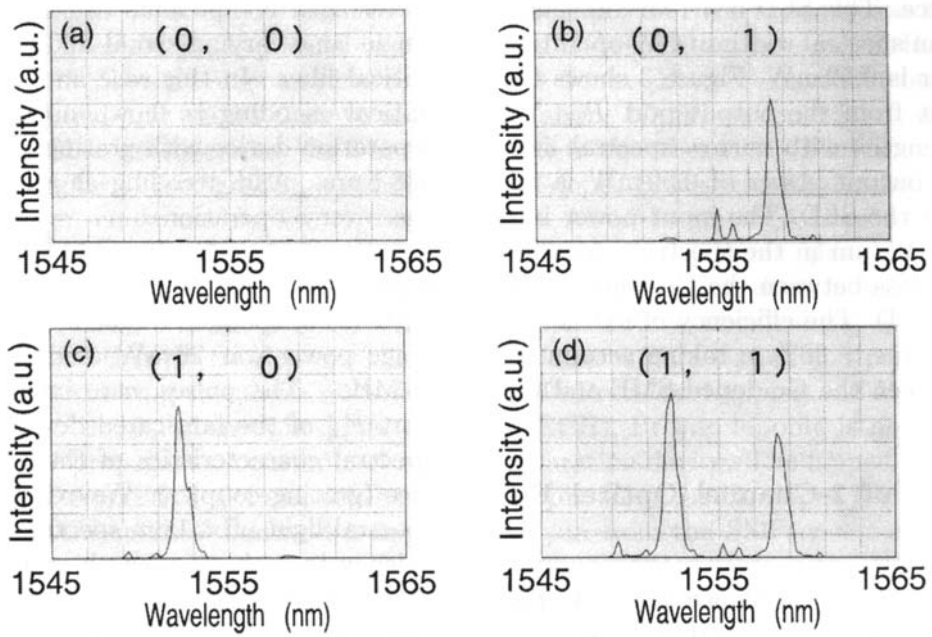 (a) (0, 0)
Intensity (a.u.)
1545 1555 1565
Wavelength (nm)
(b) (0, 1)
Intensity (a.u.)
1545 1555 1565
Wavelength (nm)
(c) (1, 0)
Intensity (a.u.)
1545 1555 1565
Wavelength (nm)
(d) (1, 1)
Intensity (a.u.)
1545 1555 1565
Wavelength (nm)